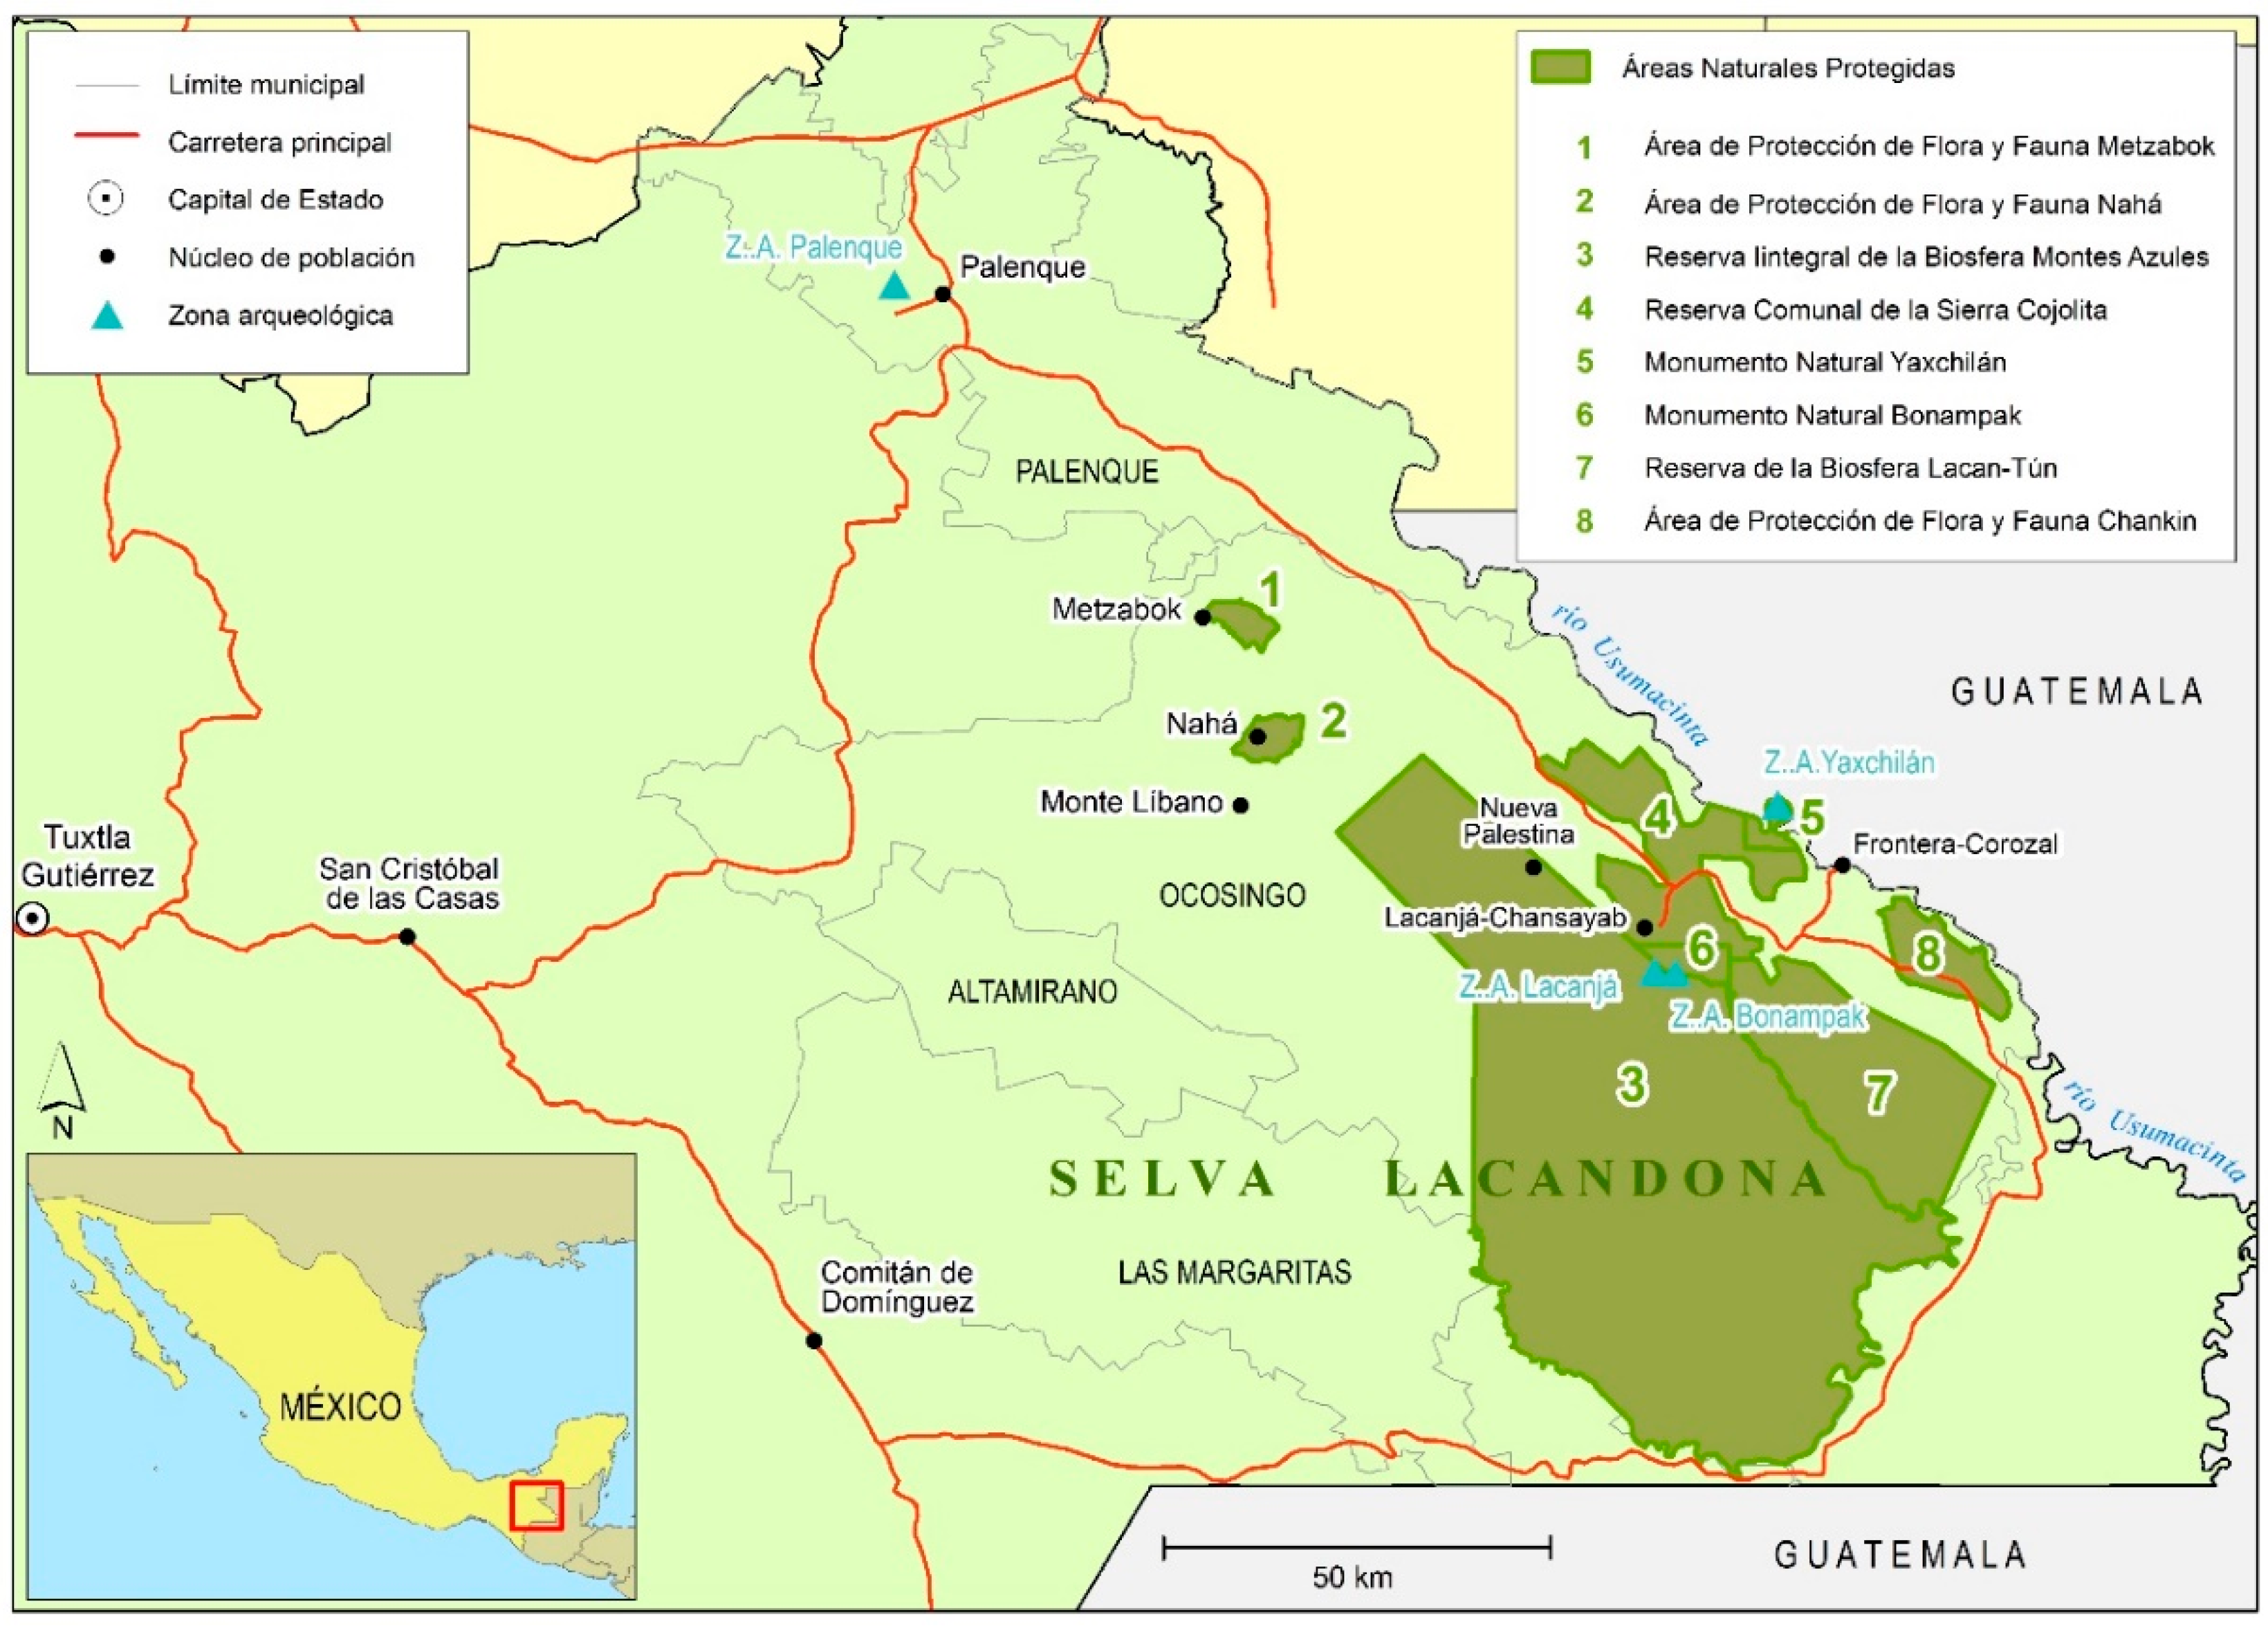 Límite municipal
Carretera principal
Capital de Estado
Núcleo de población
Zona arqueológica
Áreas Naturales Protegidas
1 Área de Protección de Flora y Fauna Metzabok
2 Área de Protección de Flora y Fauna Nahá
3 Reserva Iintegral de la Biosfera Montes Azules
4 Reserva Comunal de la Sierra Cojolita
5 Monumento Natural Yaxchilán
6 Monumento Natural Bonampak
7 Reserva de la Biosfera Lacan-Tún
8 Área de Protección de Flora y Fauna Chankin
Z..A. Palenque
Palenque
PALENQUE
Metzabok
1
Nahá
2
Monte Líbano
río Usumacinta
GUATEMALA
Z..A.Yaxchilán
Nueva
Palestina
4
5
Frontera-Corozal
Tuxtla
Gutiérrez
San Cristóbal
de las Casas
OCOSINGO
Lacanjá-Chansayab
6
8
ALTAMIRANO
Z..A. Lacanjá
Z..A. Bonampak
3
7
río Usumacinta
N
SELVA LACANDONA
LAS MARGARITAS
Comitán de
Domínguez
MÉXICO
50 km
GUATEMALA